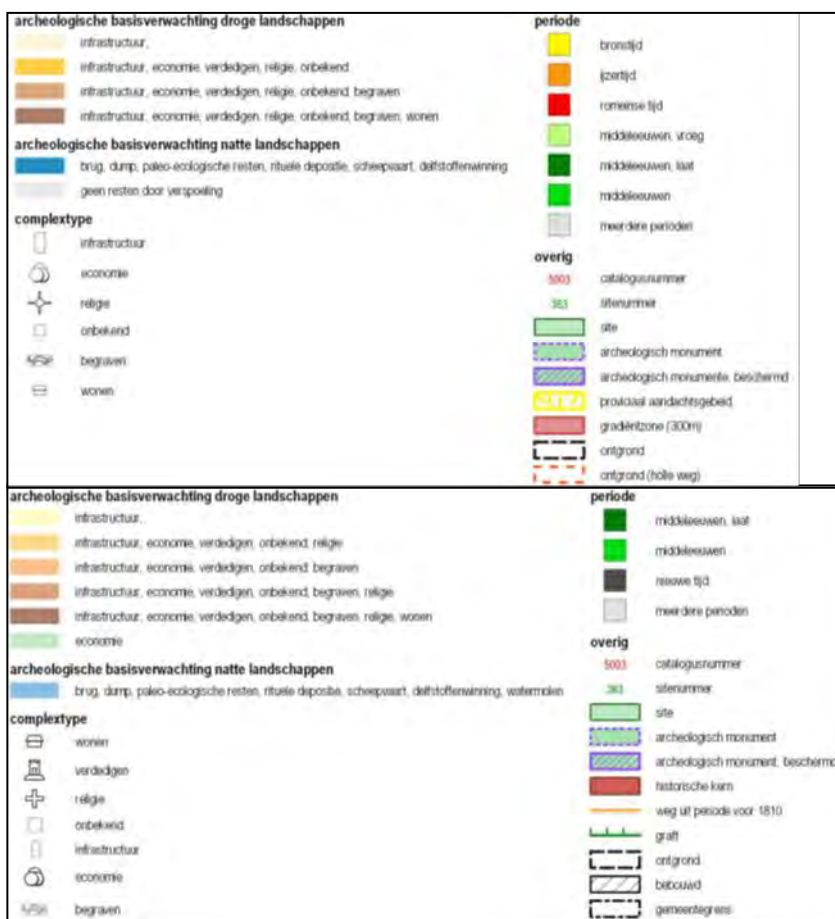 archeologische basisverwachting droge landschappen
infrastructuur,
infrastructuur, economie, verdedigen, religie, onbekend
infrastructuur, economie, verdedigen, religie, onbekend, begraven
infrastructuur, economie, verdedigen, religie, onbekend, begraven, wonen
archeologische basisverwachting natte landschappen
brug, dump, paleo-ecologische resten, rituele depositie, scheepvaart, delfstoffenwinning
geen resten door verspoeling
complextype
infrastructuur
economie
religie
onbekend
begraven
wonen
periode
bronstijd
ijzertijd
romeinse tijd
middeleeuwen, vroeg
middeleeuwen, laat
middeleeuwen
meerdere perioden
overig
5003 catalogusnummer
363 sitenummer
site
archeologisch monument
archeologisch monumente, beschermd
provinciaal aandachtsgebied
gradiëntzone (300m)
ontgrond
ontgrond (holle weg)
archeologische basisverwachting droge landschappen
infrastructuur,
infrastructuur, economie, verdedigen, onbekend, religie
infrastructuur, economie, verdedigen, onbekend, begraven
infrastructuur, economie, verdedigen, onbekend, begraven, religie
infrastructuur, economie, verdedigen, onbekend, begraven, religie, wonen
economie
archeologische basisverwachting natte landschappen
brug, dump, paleo-ecologische resten, rituele depositie, scheepvaart, delfstoffenwinning, watermolen
complextype
wonen
verdedigen
religie
onbekend
infrastructuur
economie
begraven
periode
middeleeuwen, laat
middeleeuwen
nieuwe tijd
meerdere perioden
overig
5003 catalogusnummer
363 sitenummer
site
archeologisch monument
archeologisch monument, beschermd
historische kern
weg uit periode voor 1810
graft
ontgrond
bebouwd
gemeentegrens